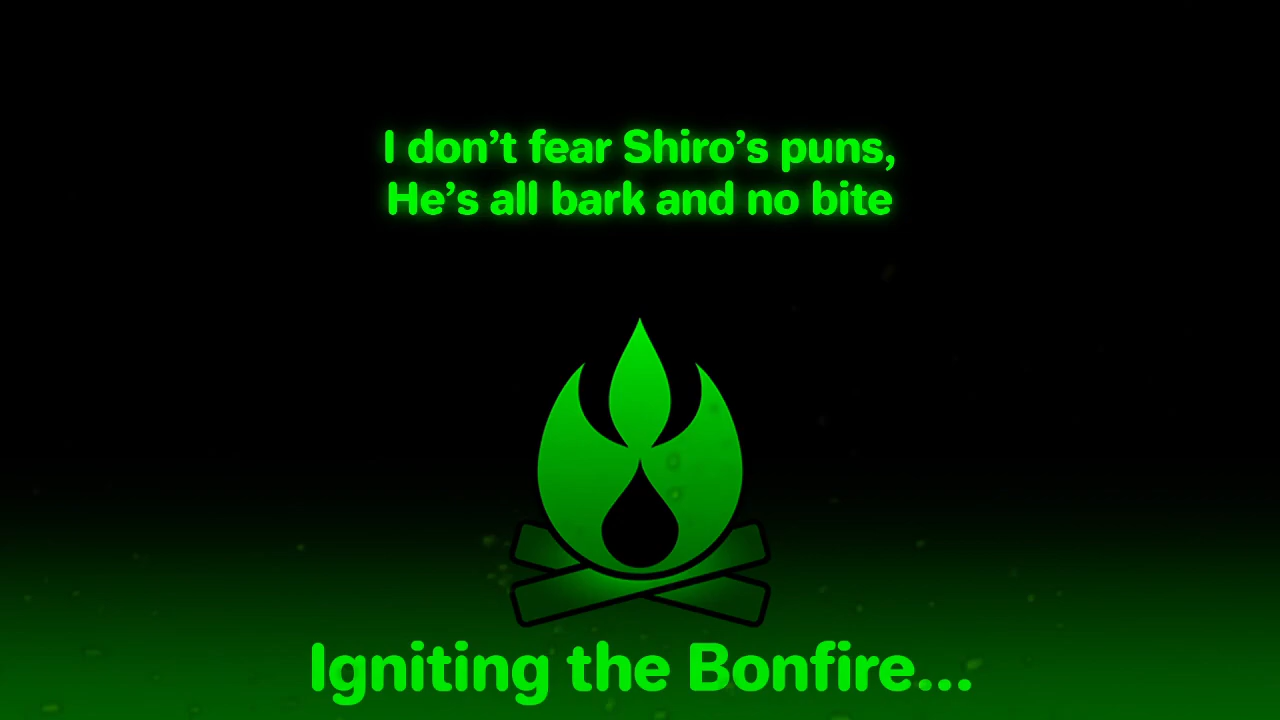 I don’t fear Shiro’s puns,
He’s all bark and no bite
Igniting the Bonfire...